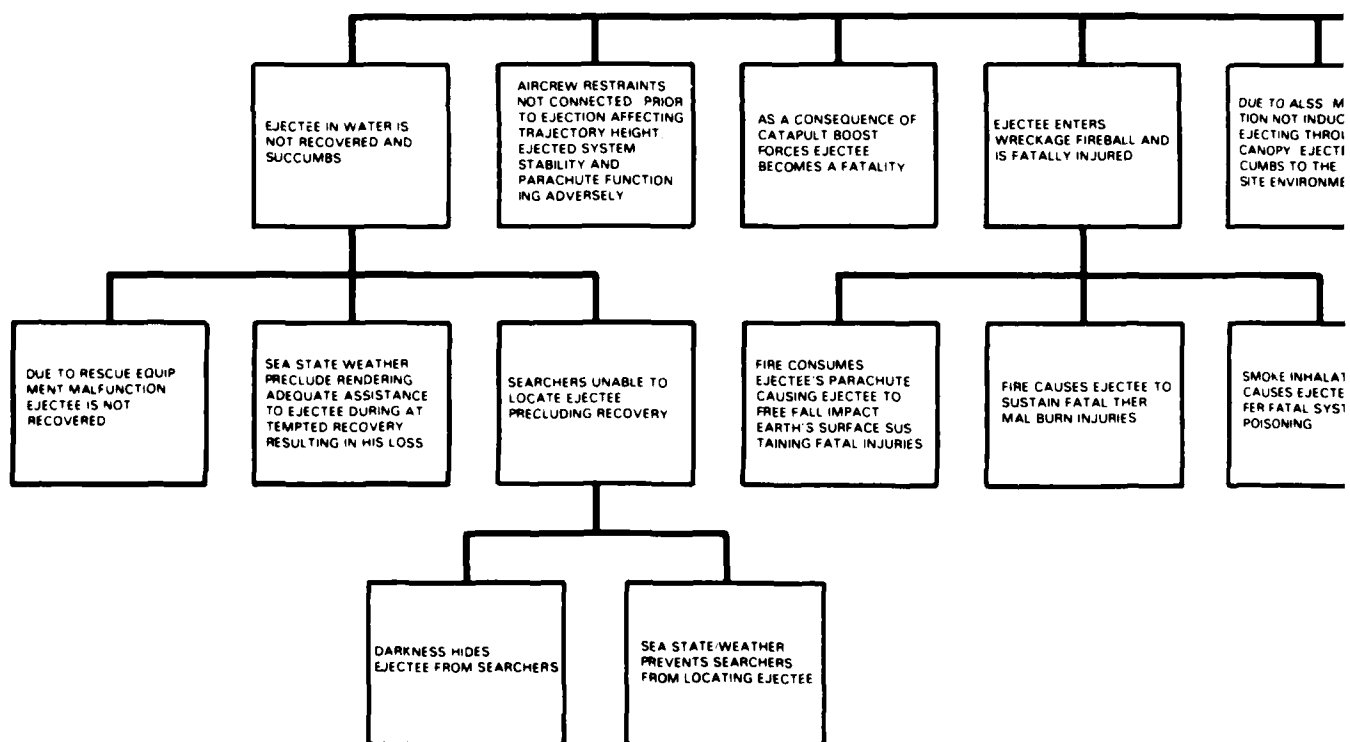 EJECTEE IN WATER IS
NOT RECOVERED AND
SUCCUMBS
AIRCREW RESTRAINTS
NOT CONNECTED PRIOR
TO EJECTION AFFECTING
TRAJECTORY HEIGHT
EJECTED SYSTEM
STABILITY AND
PARACHUTE FUNCTION
ING ADVERSELY
AS A CONSEQUENCE OF
CATAPULT BOOST
FORCES EJECTEE
BECOMES A FATALITY
EJECTEE ENTERS
WRECKAGE FIREBALL AND
IS FATALLY INJURED
DUE TO ALSS M
TION NOT INDUC
EJECTING THRO
CANOPY EJECTI
CUMBS TO THE
SITE ENVIRONME
DUE TO RESCUE EQUIP
MENT MALFUNCTION
EJECTEE IS NOT
RECOVERED
SEA STATE WEATHER
PRECLUDE RENDERING
ADEQUATE ASSISTANCE
TO EJECTEE DURING AT
TEMPTED RECOVERY
RESULTING IN HIS LOSS
SEARCHERS UNABLE TO
LOCATE EJECTEE
PRECLUDING RECOVERY
FIRE CONSUMES
EJECTEE'S PARACHUTE
CAUSING EJECTEE TO
FREE FALL IMPACT
EARTH'S SURFACE SUS
TAINING FATAL INJURIES
FIRE CAUSES EJECTEE TO
SUSTAIN FATAL THER
MAL BURN INJURIES
SMOKE INHALAT
CAUSES EJECTE
FER FATAL SYST
POISONING
DARKNESS HIDES
EJECTEE FROM SEARCHERS
SEA STATE/WEATHER
PREVENTS SEARCHERS
FROM LOCATING EJECTEE